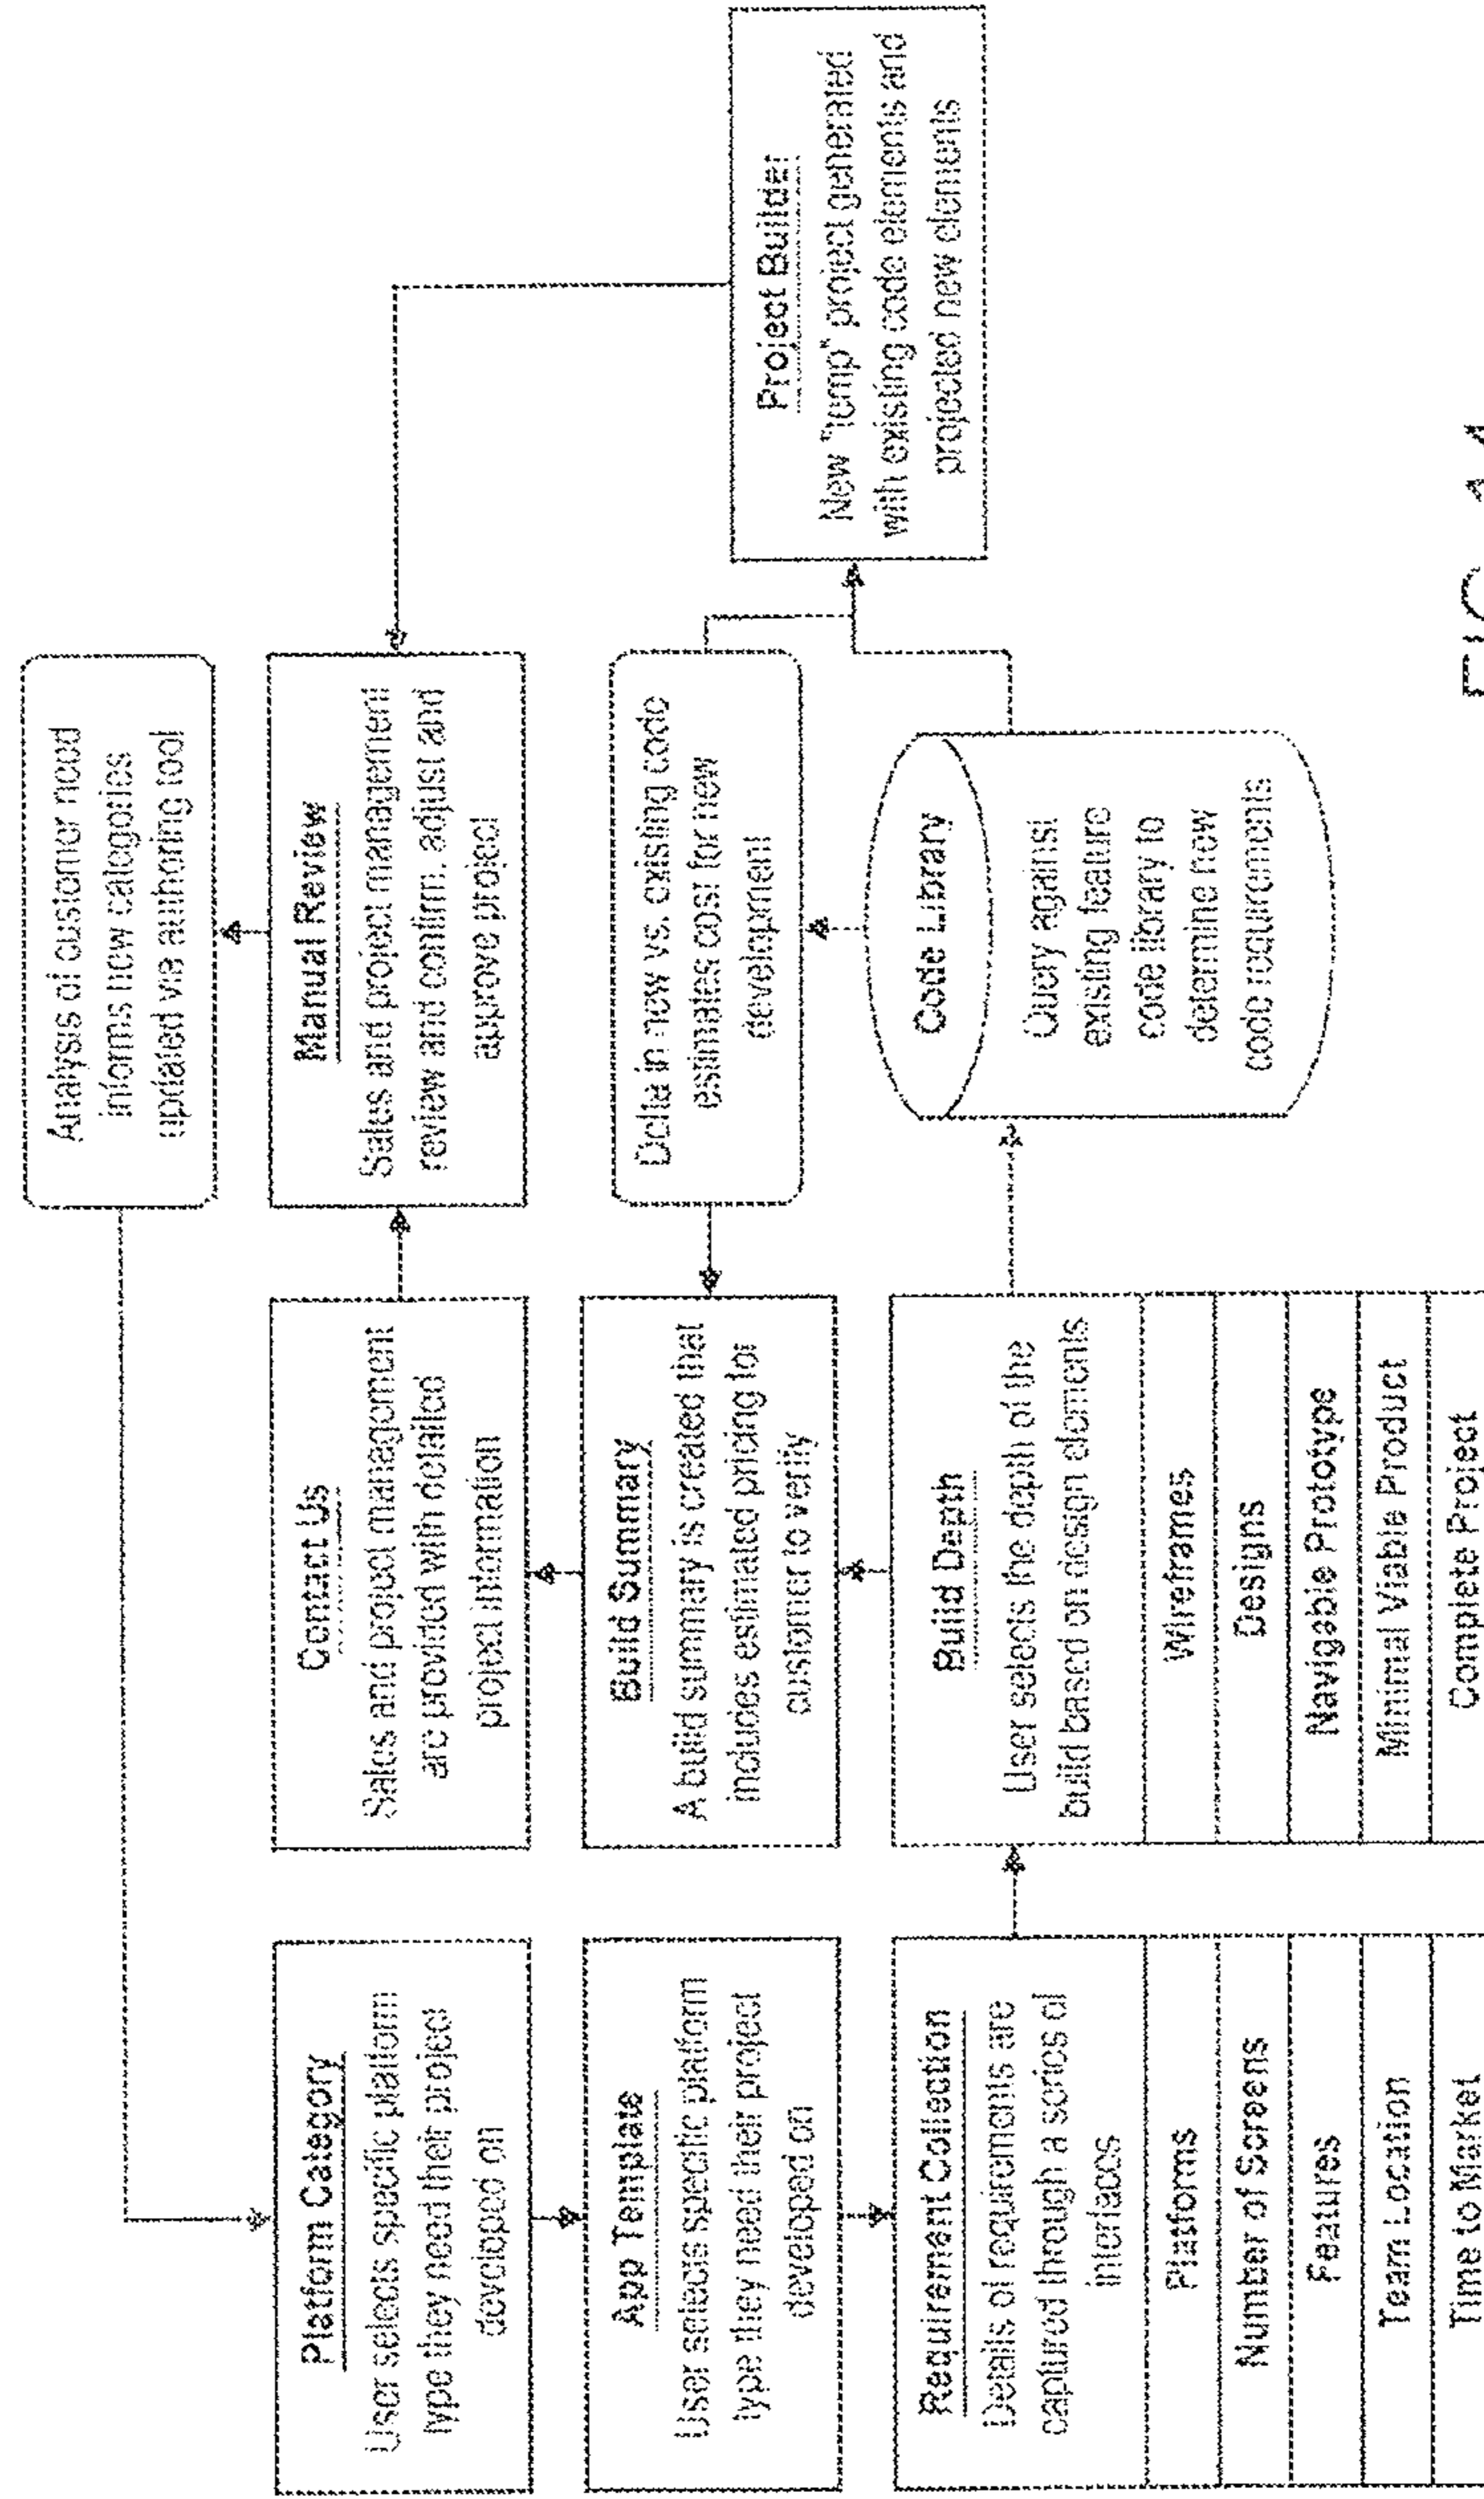 Analysis of customer need
informs new categories
updated via authoring tool
Platform Category
User selects specific platform
type they need their project
developed on
Contact Us
Sales and project management
are provided with detailed
project information
Manual Review
Sales and project management
review and confirm, adjust and
approve project
App Template
User selects specific platform
type they need their project
developed on
Build Summary
A build summary is created that
includes estimated pricing for
customer to verify
Delta in new vs. existing code
estimates cost for new
development
Project Builder
New "temp" project generated
with existing code elements and
projected new elements
Requirement Collection
Details of requirements are
captured through a series of
interfaces
Platforms
Number of Screens
Features
Team Location
Time to Market
Build Depth
User selects the depth of the
build based on design elements
Wireframes
Designs
Navigable Prototype
Minimal Viable Product
Complete Project
Code Library
Query against
existing feature
code library to
determine new
code requirements